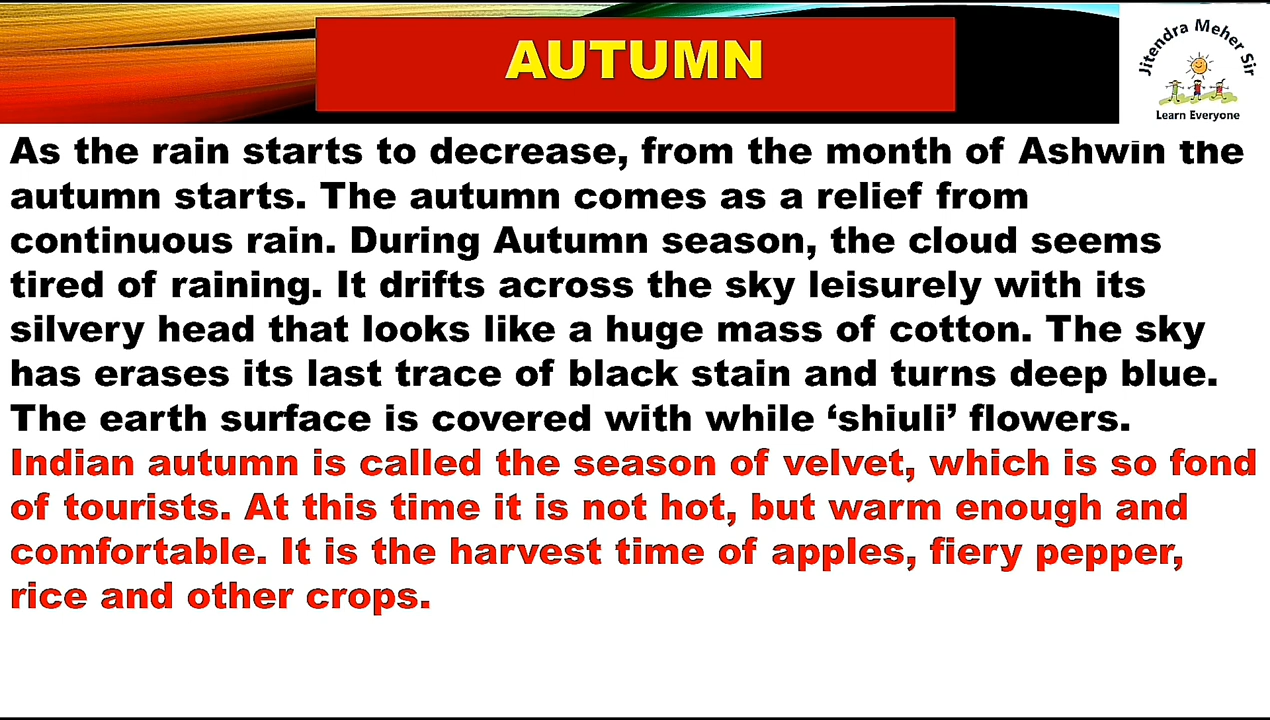 AUTUMN
Jitendra Meher Sir
Learn Everyone
As the rain starts to decrease, from the month of Ashwin the
autumn starts. The autumn comes as a relief from
continuous rain. During Autumn season, the cloud seems
tired of raining. It drifts across the sky leisurely with its
silvery head that looks like a huge mass of cotton. The sky
has erases its last trace of black stain and turns deep blue.
The earth surface is covered with while ‘shiuli’ flowers.
Indian autumn is called the season of velvet, which is so fond
of tourists. At this time it is not hot, but warm enough and
comfortable. It is the harvest time of apples, fiery pepper,
rice and other crops.